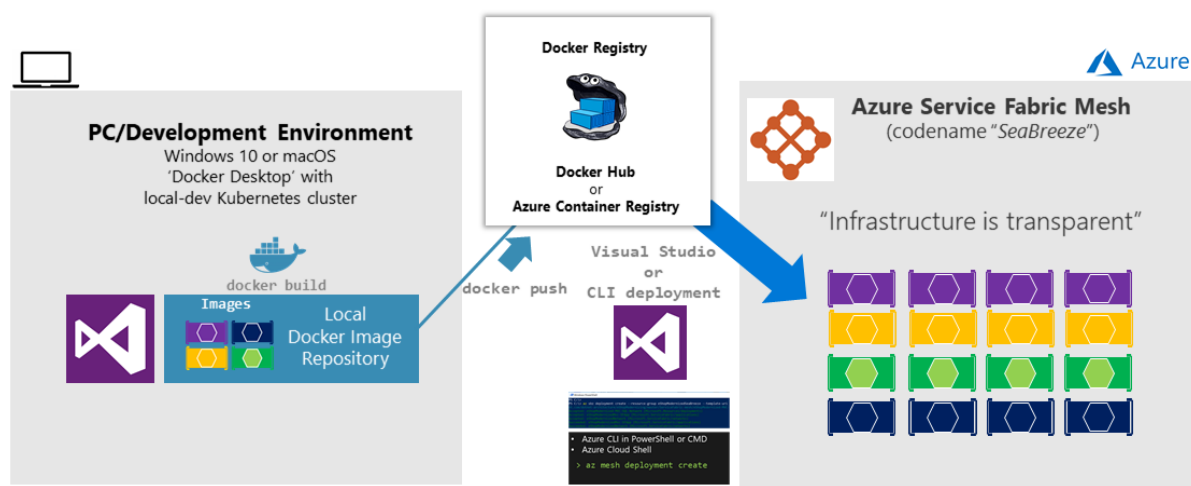 Docker Registry
Docker Hub
or
Azure Container Registry
Azure
PC/Development Environment
Windows 10 or macOS
'Docker Desktop' with
local-dev Kubernetes cluster
docker build
Images
Local
Docker Image
Repository
docker push
Visual Studio
or
CLI deployment
• Azure CLI in PowerShell or CMD
• Azure Cloud Shell
> az mesh deployment create
Azure Service Fabric Mesh
(codename “SeaBreeze”)
“Infrastructure is transparent”